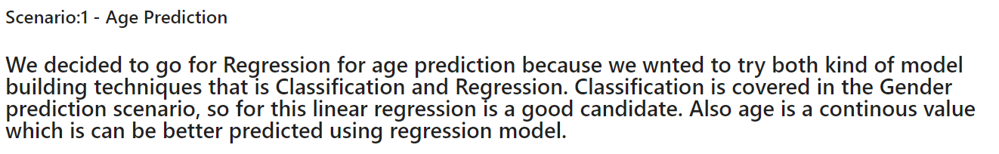 Scenario:1 - Age Prediction
We decided to go for Regression for age prediction because we wnted to try both kind of model
building techniques that is Classification and Regression. Classification is covered in the Gender
prediction scenario, so for this linear regression is a good candidate. Also age is a continous value
which is can be better predicted using regression model.